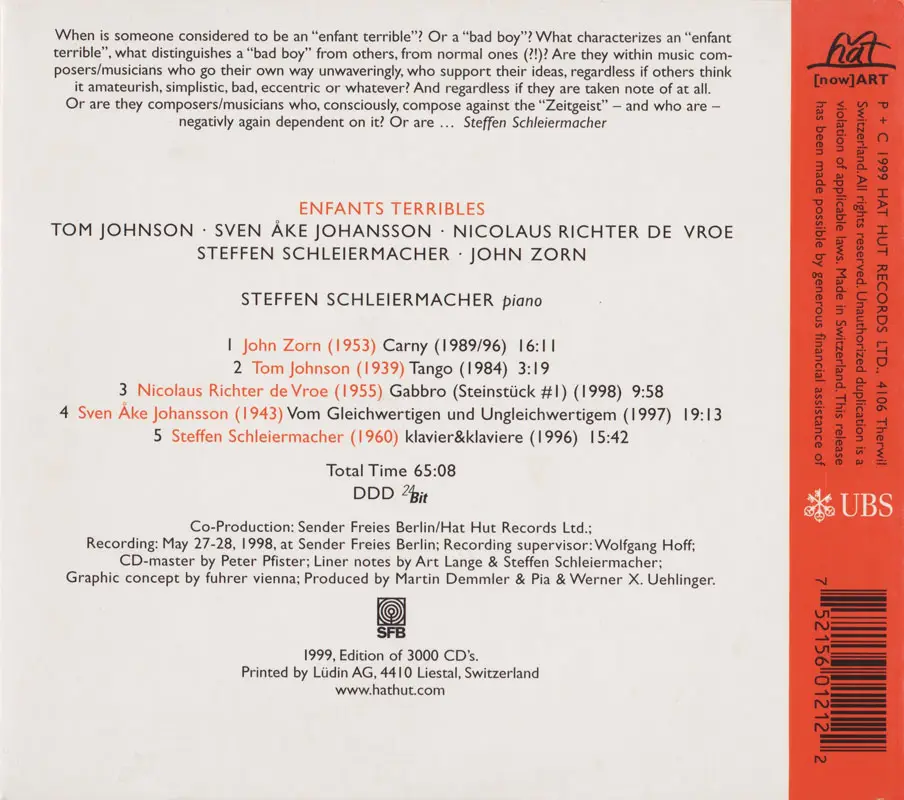 When is someone considered to be an “enfant terrible”? Or a “bad boy”? What characterizes an “enfant
terrible”, what distinguishes a “bad boy” from others, from normal ones (?!)? Are they within music com-
posers/musicians who go their own way unwaveringly, who support their ideas, regardless if others think
it amateurish, simplistic, bad, eccentric or whatever? And regardless if they are taken note of at all.
Or are they composers/musicians who, consciously, compose against the “Zeitgeist” – and who are –
negativly again dependent on it? Or are … Steffen Schleiermacher
ENFANTS TERRIBLES
TOM JOHNSON · SVEN ÅKE JOHANSSON · NICOLAUS RICHTER DE VROE
STEFFEN SCHLEIERMACHER · JOHN ZORN
STEFFEN SCHLEIERMACHER piano
1 John Zorn (1953) Carny (1989/96) 16:11
2 Tom Johnson (1939) Tango (1984) 3:19
3 Nicolaus Richter de Vroe (1955) Gabbro (Steinstück #1) (1998) 9:58
4 Sven Åke Johansson (1943) Vom Gleichwertigen und Ungleichwertigem (1997) 19:13
5 Steffen Schleiermacher (1960) klavier&klaviere (1996) 15:42
Total Time 65:08
DDD 24Bit
Co-Production: Sender Freies Berlin/Hat Hut Records Ltd.;
Recording: May 27-28, 1998, at Sender Freies Berlin; Recording supervisor: Wolfgang Hoff;
CD-master by Peter Pfister; Liner notes by Art Lange & Steffen Schleiermacher;
Graphic concept by fuhrer vienna; Produced by Martin Demmler & Pia & Werner X. Uehlinger.
SFB
1999, Edition of 3000 CD’s.
Printed by Lüdin AG, 4410 Liestal, Switzerland
www.hathut.com
hat
[now]ART
P + C 1999 HAT HUT RECORDS LTD., 4106 Therwil
Switzerland. All rights reserved. Unauthorized duplication is a
violation of applicable laws. Made in Switzerland. This release
has been made possible by generous financial assistance of
UBS
7 52156 01212 2